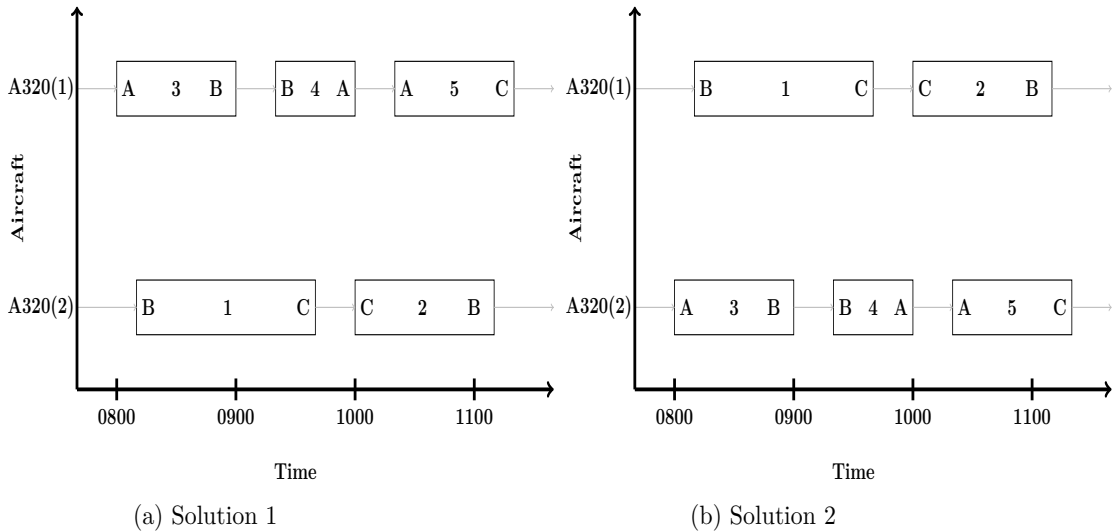 A320(1)
A 3 B
B 4 A
A 5 C
Aircraft
A320(2)
B 1 C
C 2 B
0800 0900 1000 1100
Time
(a) Solution 1
A320(1)
B 1 C
C 2 B
Aircraft
A320(2)
A 3 B
B 4 A
A 5 C
0800 0900 1000 1100
Time
(b) Solution 2